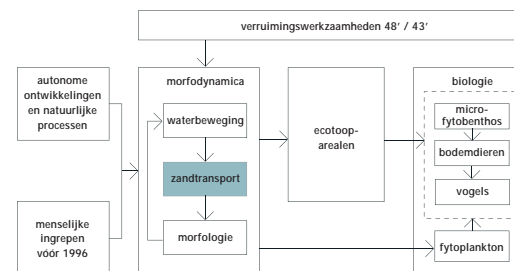 verruimingswerkzaamheden 48' / 43'
autonome
ontwikkelingen
en natuurlijke
processen
menselijke
ingrepen
vóór 1996
morfodynamica
waterbeweging
zandtransport
morfologie
ecotoop-
arealen
biologie
micro-
fytobenthos
bodemdieren
vogels
fytoplankton